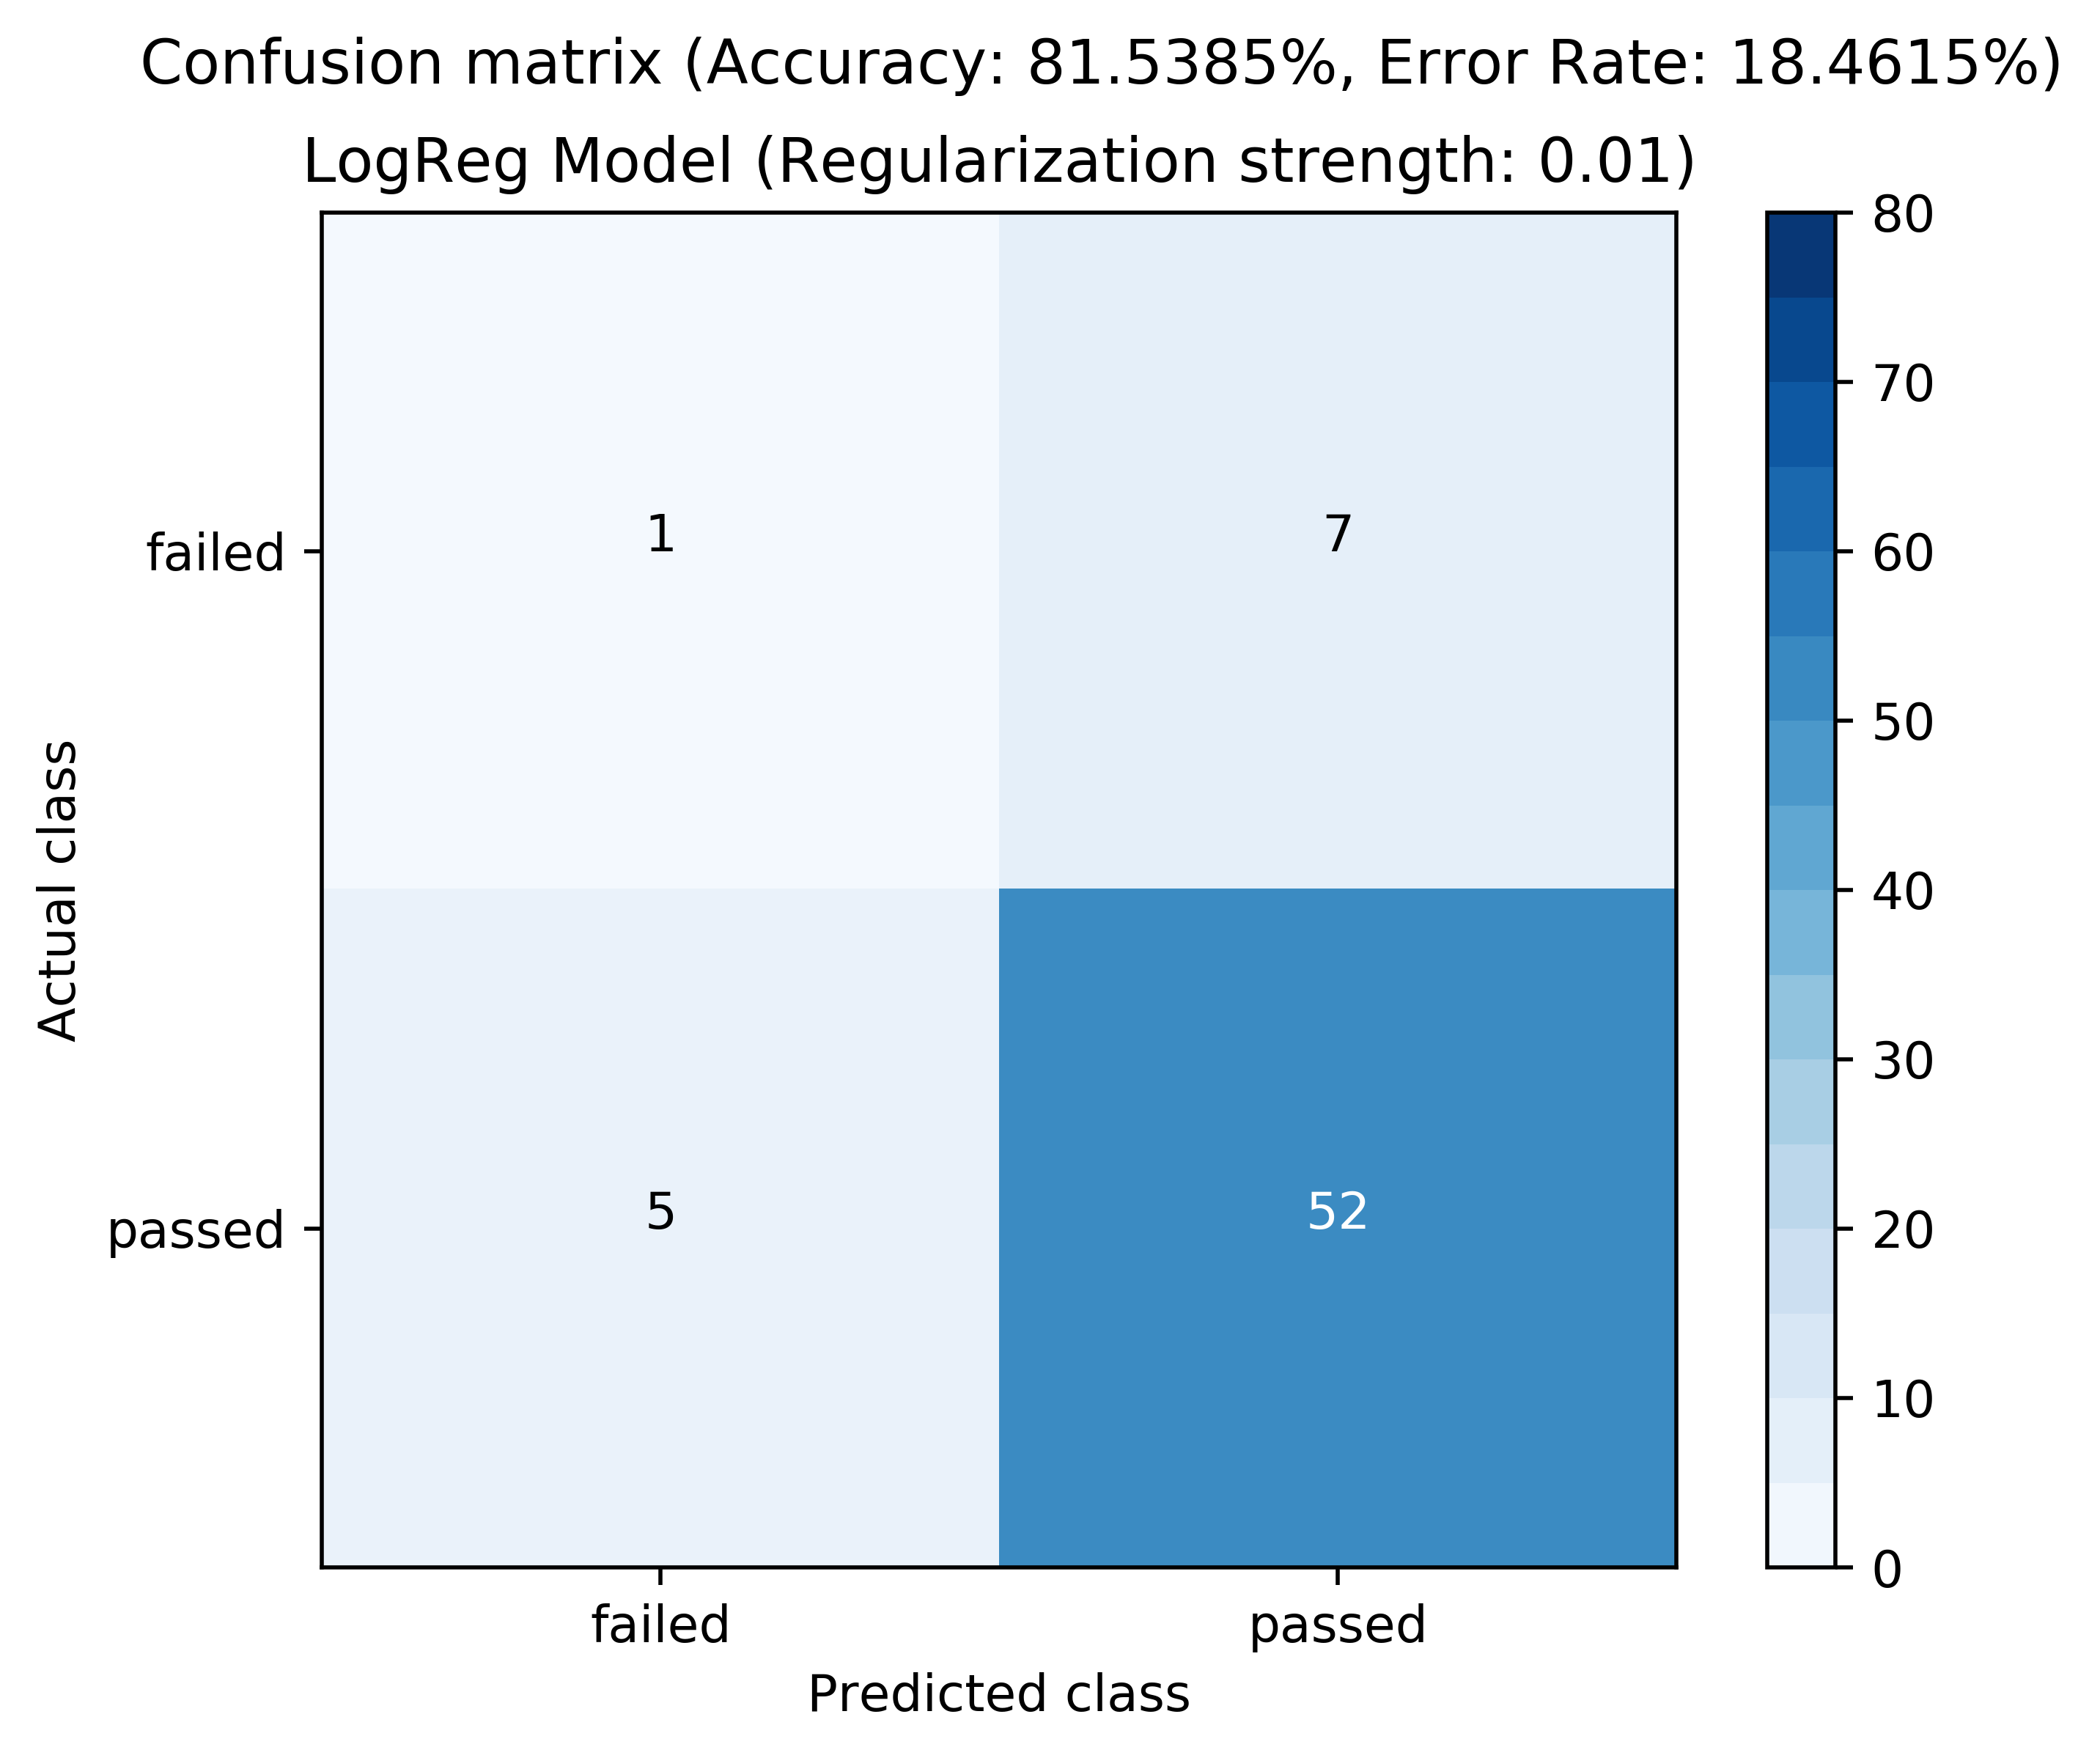 Confusion matrix (Accuracy: 81.5385%, Error Rate: 18.4615%)
LogReg Model (Regularization strength: 0.01)
80
70
60
50
40
30
20
10
0
Actual class
failed
1
7
passed
5
52
failed
passed
Predicted class